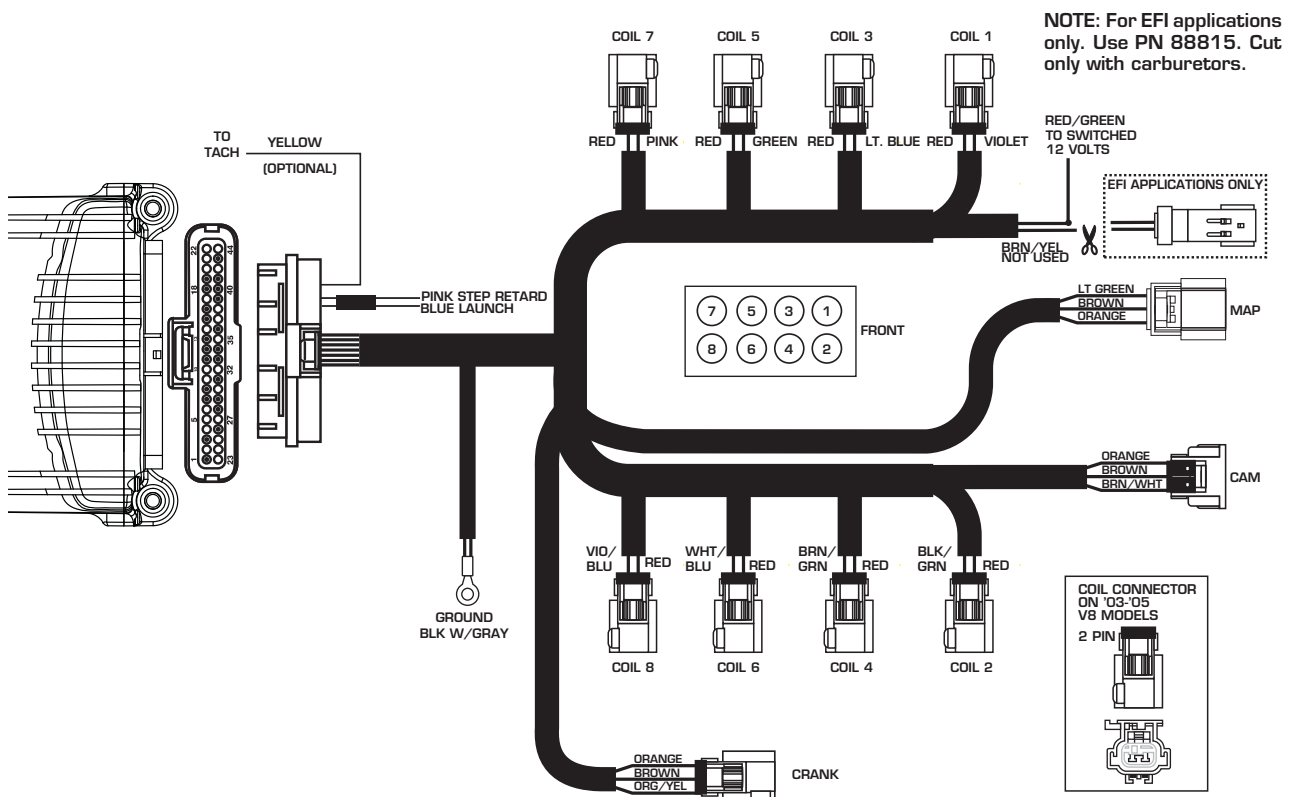 COIL 7
COIL 5
COIL 3
COIL 1
NOTE: For EFI applications
only. Use PN 88815. Cut
only with carburetors.
TO
TACH
YELLOW
(OPTIONAL)
RED
PINK
RED
GREEN
RED
LT. BLUE
RED
VIOLET
RED/GREEN
TO SWITCHED
12 VOLTS
EFI APPLICATIONS ONLY
BRN/YEL
NOT USED
22
44
18
40
35
32
5
27
1
23
PINK STEP RETARD
BLUE LAUNCH
7
5
3
1
8
6
4
2
FRONT
LT GREEN
BROWN
ORANGE
MAP
ORANGE
BROWN
BRN/WHT
CAM
VIO/
BLU
RED
WHT/
BLU
RED
BRN/
GRN
RED
BLK/
GRN
RED
GROUND
BLK W/GRAY
COIL 8
COIL 6
COIL 4
COIL 2
COIL CONNECTOR
ON '03-'05
V8 MODELS
2 PIN
ORANGE
BROWN
ORG/YEL
CRANK